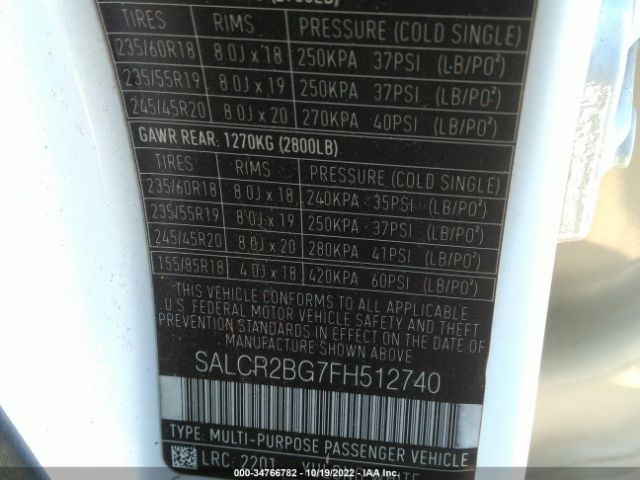 TIRES RIMS PRESSURE (COLD SINGLE)
235/60R18 8.0J x 18 250KPA 37PSI (LB/PO²)
235/55R19 8.0J x 19 250KPA 37PSI (LB/PO²)
245/45R20 8.0J x 20 270KPA 40PSI (LB/PO²)
GAWR REAR: 1270KG (2800LB)
TIRES RIMS PRESSURE (COLD SINGLE)
235/60R18 8.0J x 18 240KPA 35PSI (LB/PO²)
235/55R19 8.0J x 19 250KPA 37PSI (LB/PO²)
245/45R20 8.0J x 20 280KPA 41PSI (LB/PO²)
155/85R18 4.0J x 18 420KPA 60PSI (LB/PO²)
THIS VEHICLE CONFORMS TO ALL APPLICABLE
U.S. FEDERAL MOTOR VEHICLE SAFETY AND THEFT
PREVENTION STANDARDS IN EFFECT ON THE DATE OF
MANUFACTURE SHOWN ABOVE
SALCR2BG7FH512740
TYPE: MULTI-PURPOSE PASSENGER VEHICLE
LRC 2201
000-34766782 - 10/19/2022 - IAA Inc.